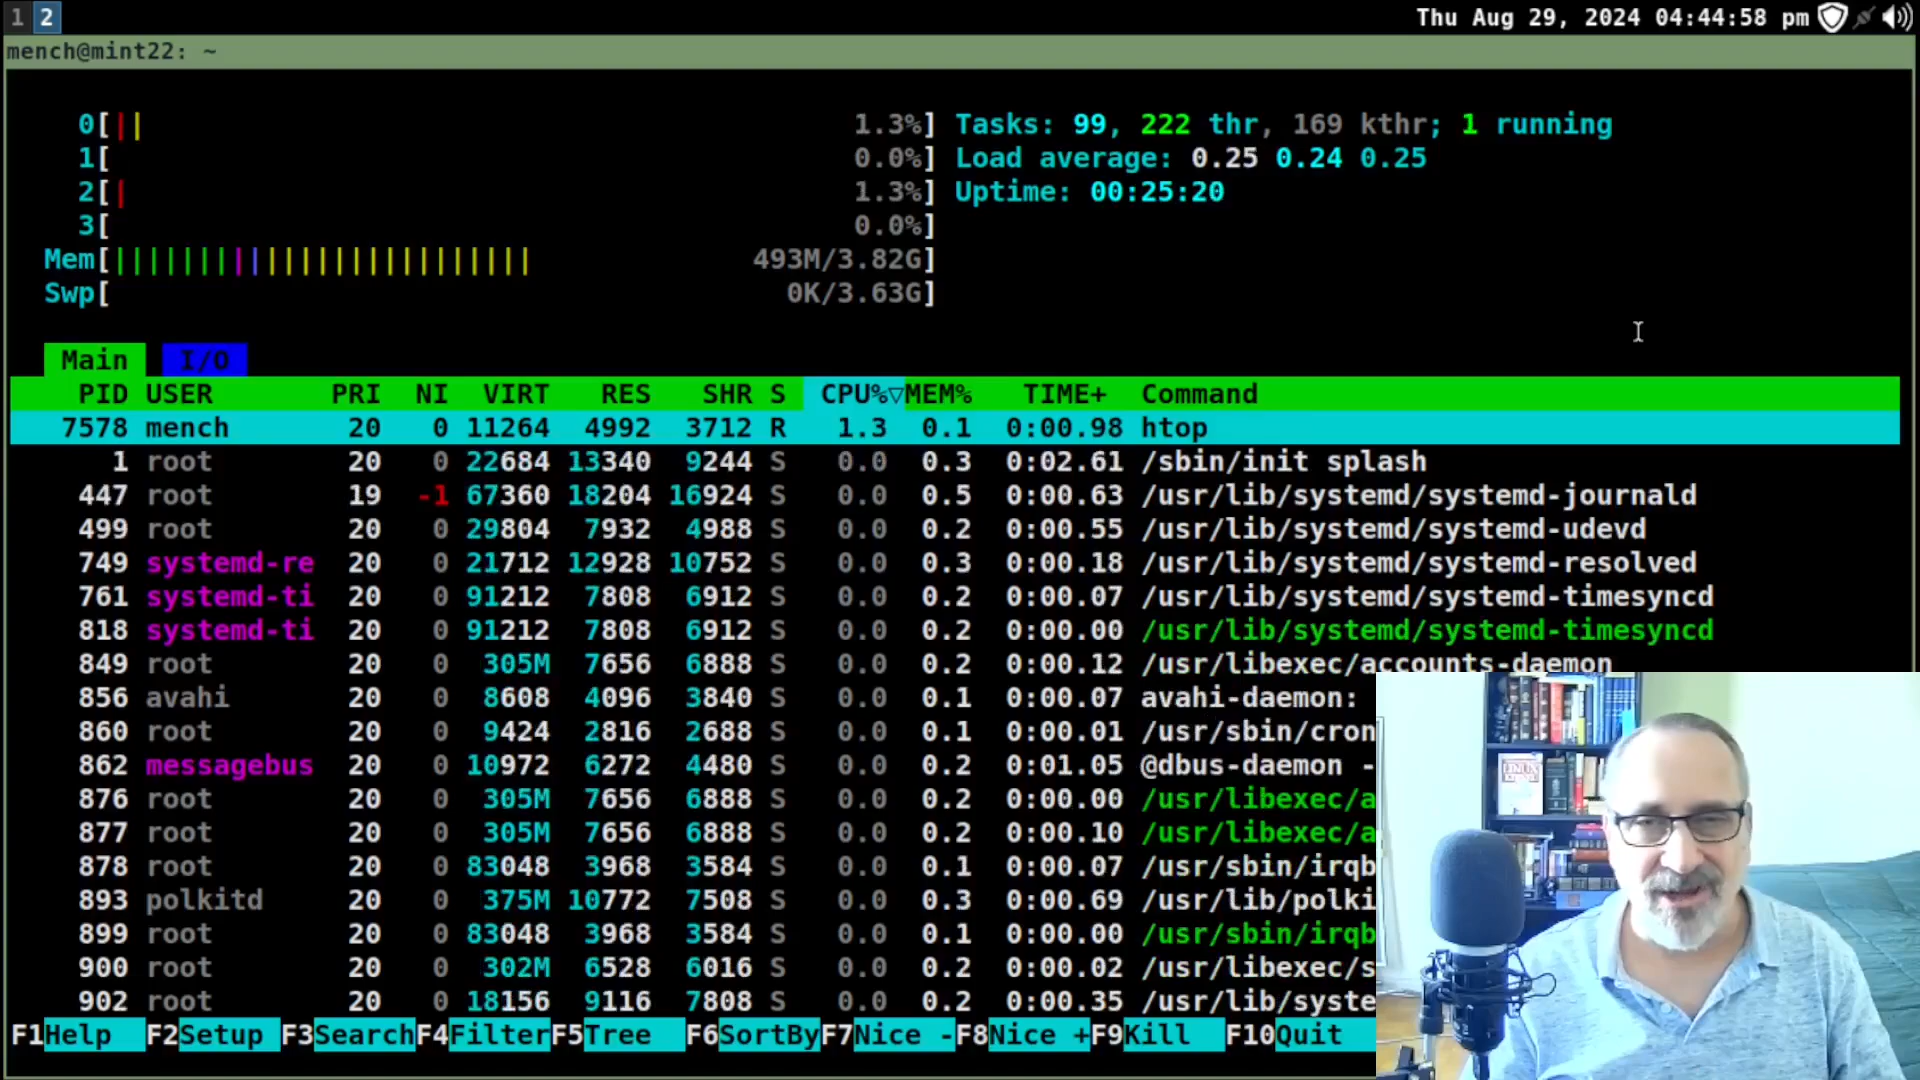 1 2 Thu Aug 29, 2024 04:44:58 pm
mench@mint22: ~
0[|| 1.3%] Tasks: 99, 222 thr, 169 kthr; 1 running
1[ 0.0%] Load average: 0.25 0.24 0.25
2[| 1.3%] Uptime: 00:25:20
3[ 0.0%]
Mem[||||||||||||||||||||||||| 493M/3.82G]
Swp[ 0K/3.63G]
Main I/O
PID USER PRI NI VIRT RES SHR S CPU%▽MEM% TIME+ Command
7578 mench 20 0 11264 4992 3712 R 1.3 0.1 0:00.98 htop
1 root 20 0 22684 13340 9244 S 0.0 0.3 0:02.61 /sbin/init splash
447 root 19 -1 67360 18204 16924 S 0.0 0.5 0:00.63 /usr/lib/systemd/systemd-journald
499 root 20 0 29804 7932 4988 S 0.0 0.2 0:00.55 /usr/lib/systemd/systemd-udevd
749 systemd-re 20 0 21712 12928 10752 S 0.0 0.3 0:00.18 /usr/lib/systemd/systemd-resolved
761 systemd-ti 20 0 91212 7808 6912 S 0.0 0.2 0:00.07 /usr/lib/systemd/systemd-timesyncd
818 systemd-ti 20 0 91212 7808 6912 S 0.0 0.2 0:00.00 /usr/lib/systemd/systemd-timesyncd
849 root 20 0 305M 7656 6888 S 0.0 0.2 0:00.12 /usr/libexec/accounts-daemon
856 avahi 20 0 8608 4096 3840 S 0.0 0.1 0:00.07 avahi-daemon:
860 root 20 0 9424 2816 2688 S 0.0 0.1 0:00.01 /usr/sbin/cron
862 messagebus 20 0 10972 6272 4480 S 0.0 0.2 0:01.05 @dbus-daemon -
876 root 20 0 305M 7656 6888 S 0.0 0.2 0:00.00 /usr/libexec/a
877 root 20 0 305M 7656 6888 S 0.0 0.2 0:00.10 /usr/libexec/a
878 root 20 0 83048 3968 3584 S 0.0 0.1 0:00.07 /usr/sbin/irqb
893 polkitd 20 0 375M 10772 7508 S 0.0 0.3 0:00.69 /usr/lib/polki
899 root 20 0 83048 3968 3584 S 0.0 0.1 0:00.00 /usr/sbin/irqb
900 root 20 0 302M 6528 6016 S 0.0 0.2 0:00.02 /usr/libexec/s
902 root 20 0 18156 9116 7808 S 0.0 0.2 0:00.35 /usr/lib/syste
F1Help F2Setup F3SearchF4FilterF5Tree F6SortByF7Nice -F8Nice +F9Kill F10Quit